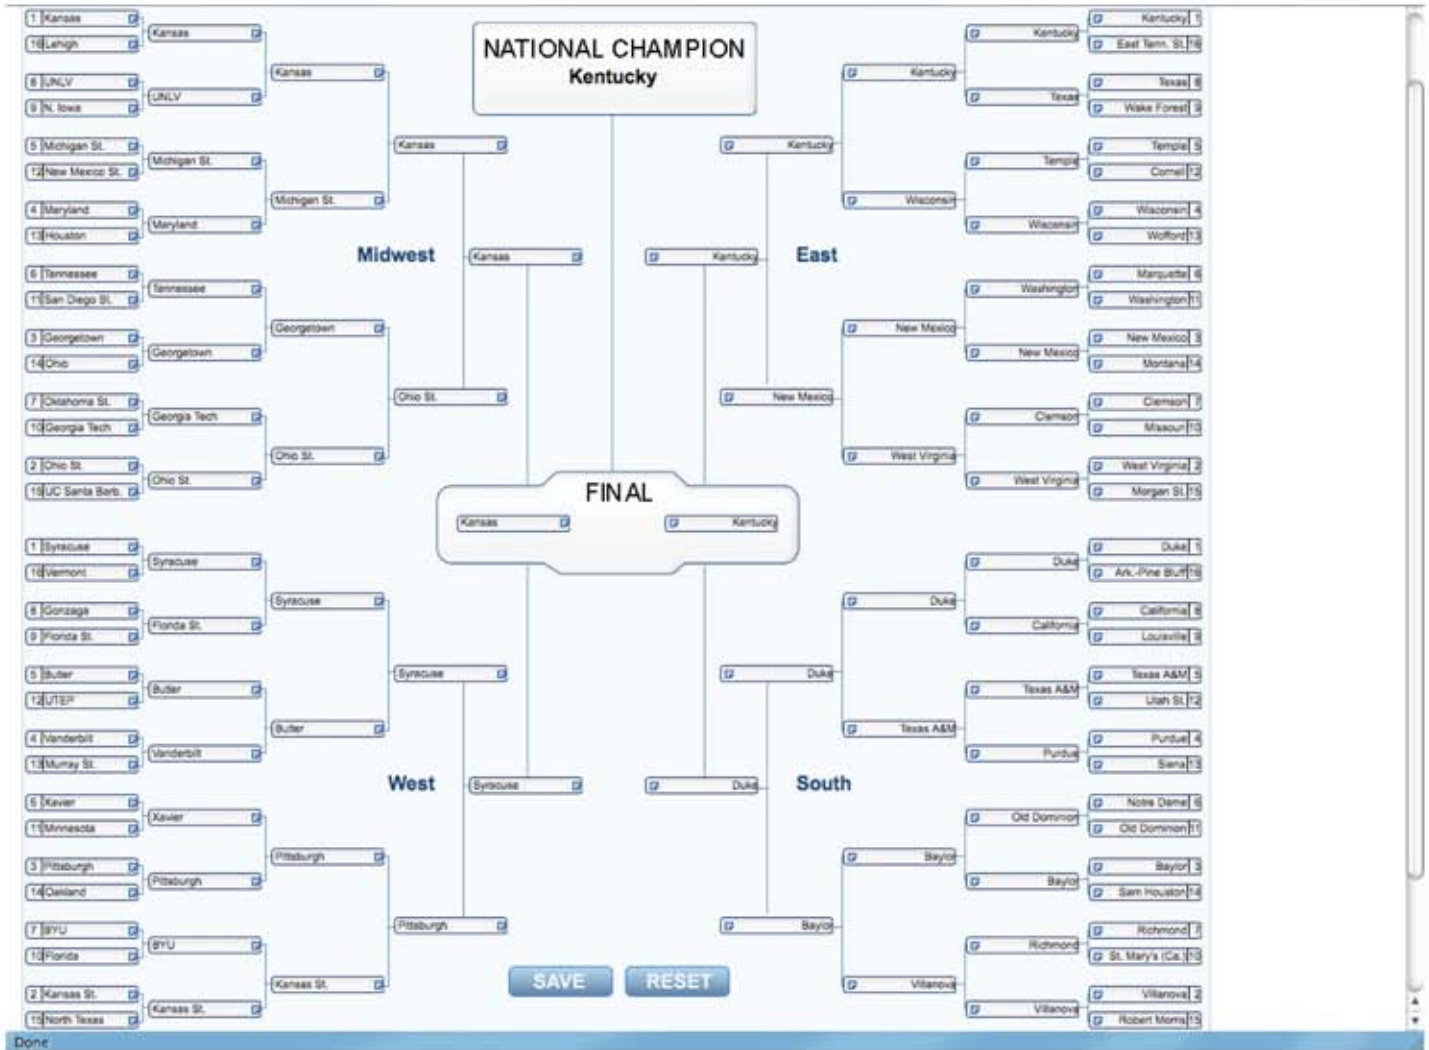 NATIONAL CHAMPION
Kentucky
1 Kansas
16 Lehigh
8 UNLV
9 N. Iowa
5 Michigan St.
12 New Mexico St.
4 Maryland
13 Houston
6 Tennessee
11 San Diego St.
3 Georgetown
14 Ohio
7 Oklahoma St.
10 Georgia Tech
2 Ohio St.
15 UC Santa Barb.
Kansas
UNLV
Michigan St.
Maryland
Tennessee
Georgetown
Georgia Tech
Ohio St.
Kansas
Michigan St.
Georgetown
Ohio St.
Kansas
Ohio St.
Midwest
Kansas
1 Syracuse
16 Vermont
8 Gonzaga
9 Florida St.
5 Butler
12 UTEP
4 Vanderbilt
13 Murray St.
6 Xavier
11 Minnesota
3 Pittsburgh
14 Oakland
7 BYU
10 Florida
2 Kansas St.
15 North Texas
Syracuse
Florida St.
Butler
Vanderbilt
Xavier
Pittsburgh
BYU
Kansas St.
Syracuse
Butler
Pittsburgh
Kansas St.
Syracuse
Pittsburgh
West
Syracuse
FINAL
Kansas
Kentucky
Kentucky 1
East Tenn. St. 16
Texas 8
Wake Forest 9
Temple 5
Cornell 12
Wisconsin 4
Wofford 13
Marquette 6
Washington 11
New Mexico 3
Montana 14
Clemson 7
Missouri 10
West Virginia 2
Morgan St. 15
Kentucky
Texas
Temple
Wisconsin
Washington
New Mexico
Clemson
West Virginia
Kentucky
Wisconsin
New Mexico
West Virginia
Kentucky
New Mexico
East
Kentucky
Duke 1
Ark.-Pine Bluff 16
California 8
Louisville 9
Texas A&M 5
Utah St. 12
Purdue 4
Siena 13
Notre Dame 6
Old Dominion 11
Baylor 3
Sam Houston 14
Richmond 7
St. Mary's (Ca.) 10
Villanova 2
Robert Morris 15
Duke
California
Texas A&M
Purdue
Old Dominion
Baylor
Richmond
Villanova
Duke
Texas A&M
Baylor
Villanova
Duke
Baylor
South
Duke
SAVE
RESET
Done